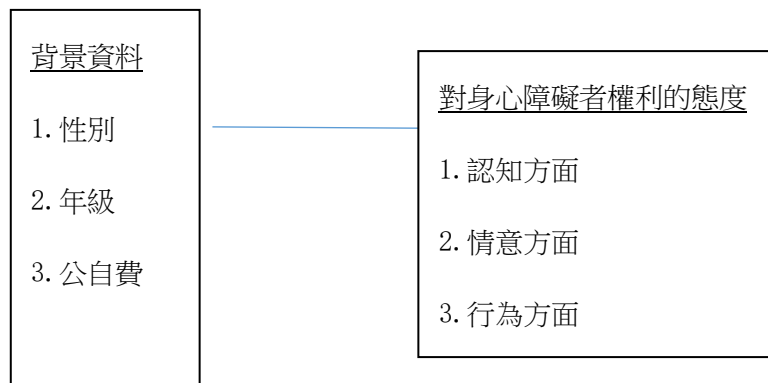 背景資料
1.性別
2.年級
3.公自費
對身心障礙者權利的態度
1.認知方面
2.情意方面
3.行為方面